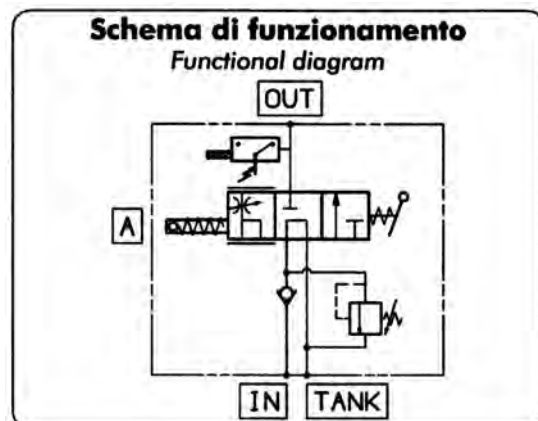 Schema di funzionamento
Functional diagram
OUT
A
IN
TANK